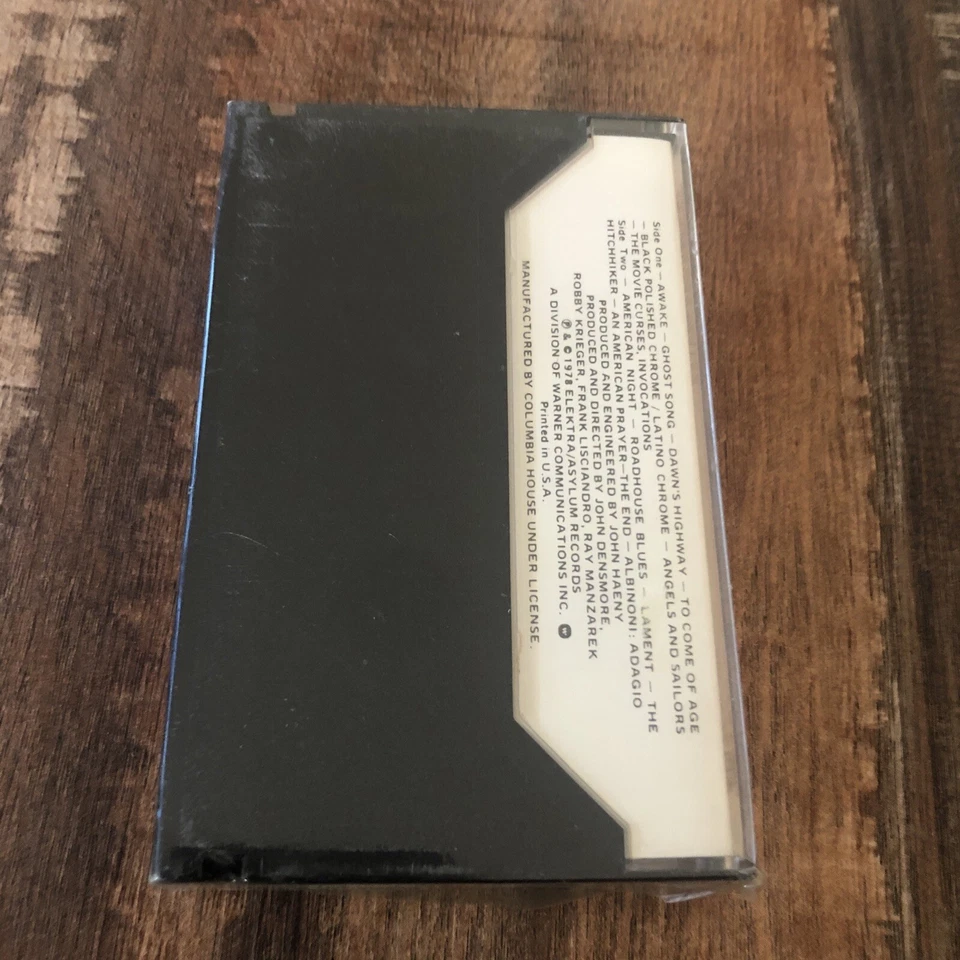 Side One — AWAKE — GHOST SONG — DAWN'S HIGHWAY — TO COME OF AGE
— BLACK POLISHED CHROME / LATINO CHROME — ANGELS AND SAILORS
— THE MOVIE CURSES, INVOCATIONS
Side Two — AMERICAN NIGHT — ROADHOUSE BLUES — LAMENT — THE
HITCHHIKER — AN AMERICAN PRAYER—THE END — ALBINONI: ADAGIO
PRODUCED AND ENGINEERED BY JOHN HAENY
PRODUCED AND DIRECTED BY JOHN DENSMORE,
ROBBY KRIEGER, FRANK LISCIANDRO, RAY MANZAREK
℗ & © 1978 ELEKTRA/ASYLUM RECORDS
A DIVISION OF WARNER COMMUNICATIONS INC. W
Printed in U.S.A.
MANUFACTURED BY COLUMBIA HOUSE UNDER LICENSE.